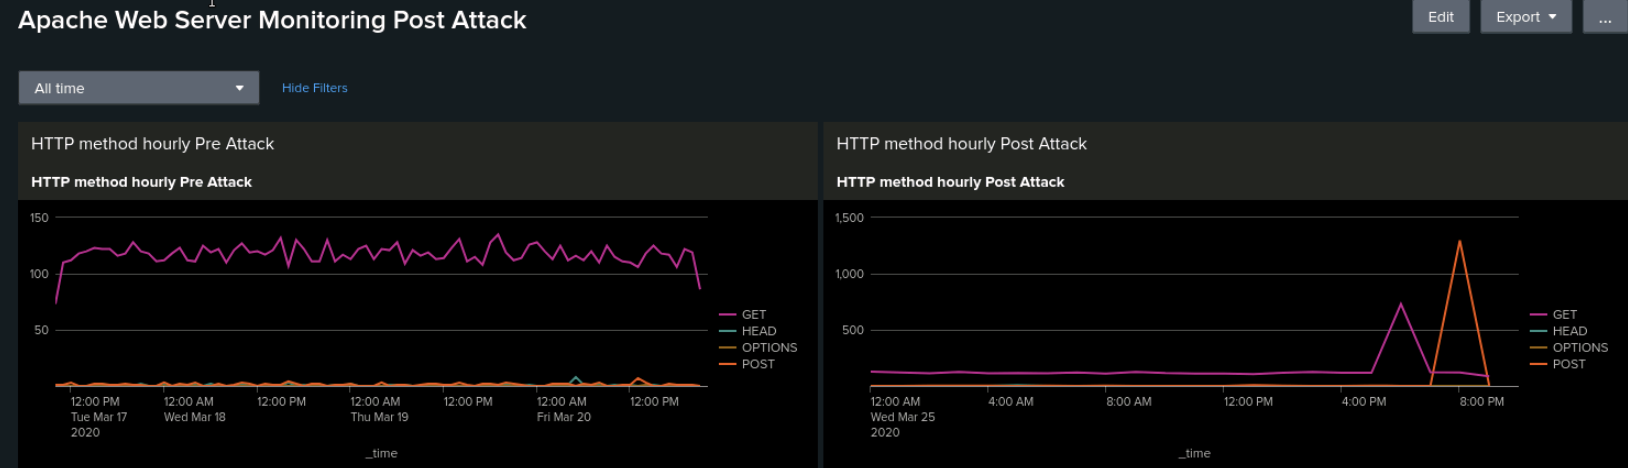 Apache Web Server Monitoring Post Attack
Edit
Export
...
All time
Hide Filters
HTTP method hourly Pre Attack
HTTP method hourly Pre Attack
150
100
50
12:00 PM
Tue Mar 17
2020
12:00 AM
Wed Mar 18
12:00 PM
12:00 AM
Thu Mar 19
12:00 PM
12:00 AM
Fri Mar 20
12:00 PM
_time
GET
HEAD
OPTIONS
POST
HTTP method hourly Post Attack
HTTP method hourly Post Attack
1,500
1,000
500
12:00 AM
Wed Mar 25
2020
4:00 AM
8:00 AM
12:00 PM
4:00 PM
8:00 PM
_time
GET
HEAD
OPTIONS
POST